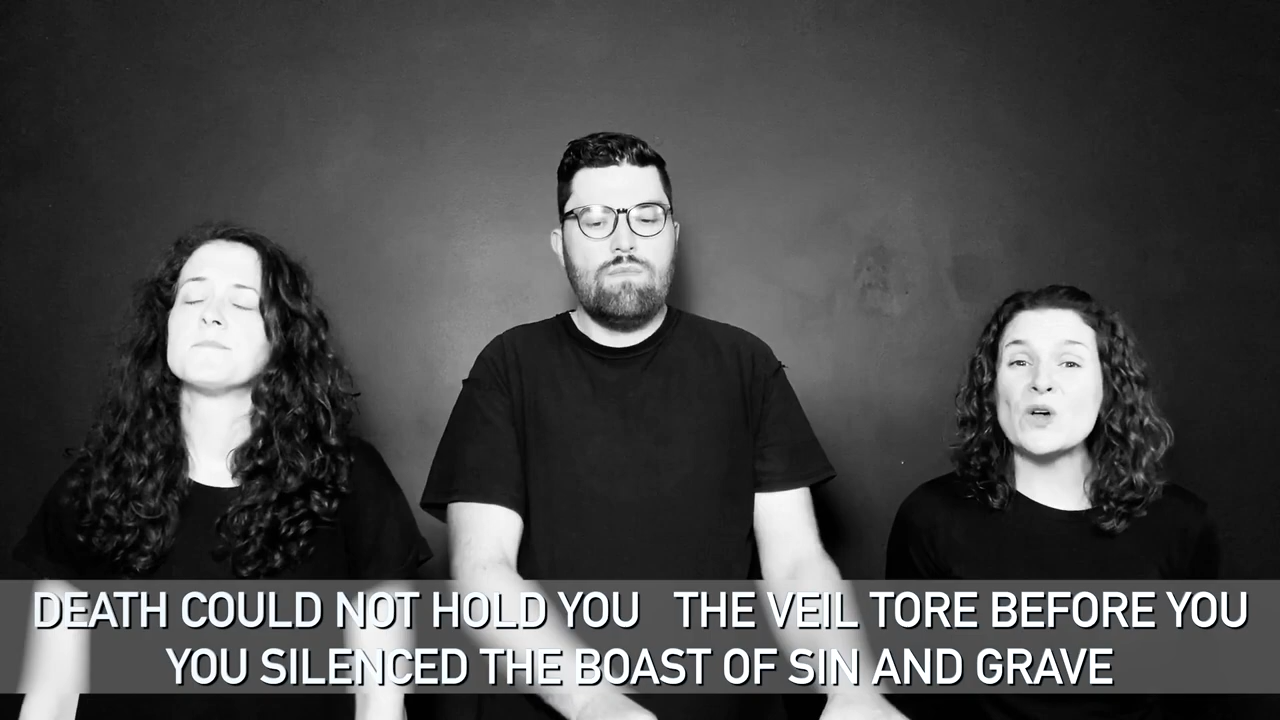 DEATH COULD NOT HOLD YOU THE VEIL TORE BEFORE YOU
YOU SILENCED THE BOAST OF SIN AND GRAVE